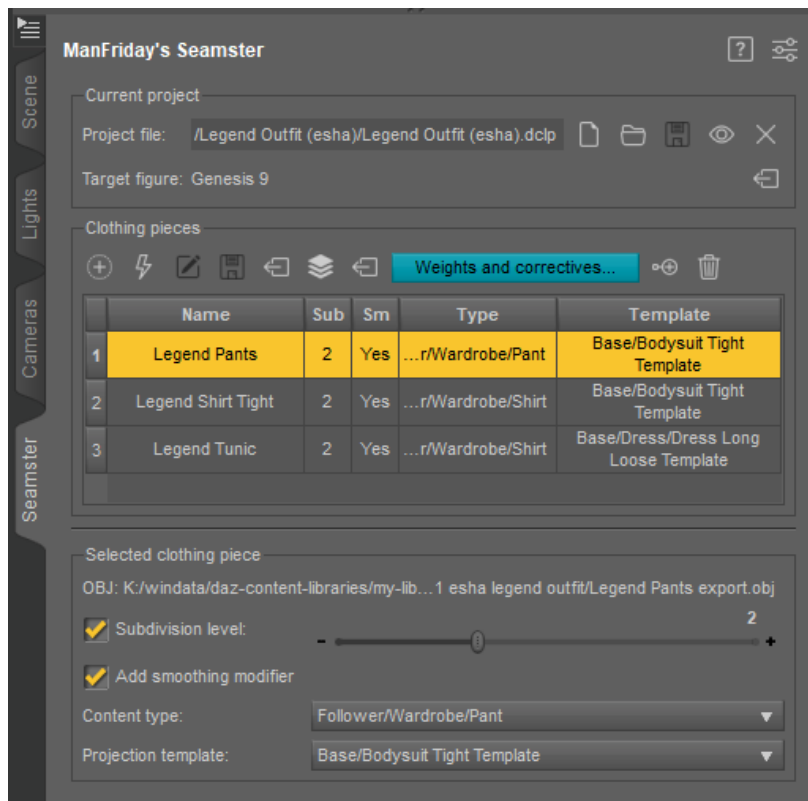 ManFriday's Seamster
?
Scene
Lights
Cameras
Seamster
Current project
Project file: /Legend Outfit (esha)/Legend Outfit (esha).dclp
Target figure: Genesis 9
Clothing pieces
Weights and correctives...
Name Sub Sm Type Template
1 Legend Pants 2 Yes ...r/Wardrobe/Pant Base/Bodysuit Tight
Template
2 Legend Shirt Tight 2 Yes ...r/Wardrobe/Shirt Base/Bodysuit Tight
Template
3 Legend Tunic 2 Yes ...r/Wardrobe/Shirt Base/Dress/Dress Long
Loose Template
Selected clothing piece
OBJ: K:/windata/daz-content-libraries/my-lib...1 esha legend outfit/Legend Pants export.obj
Subdivision level: - 2 +
Add smoothing modifier
Content type: Follower/Wardrobe/Pant
Projection template: Base/Bodysuit Tight Template